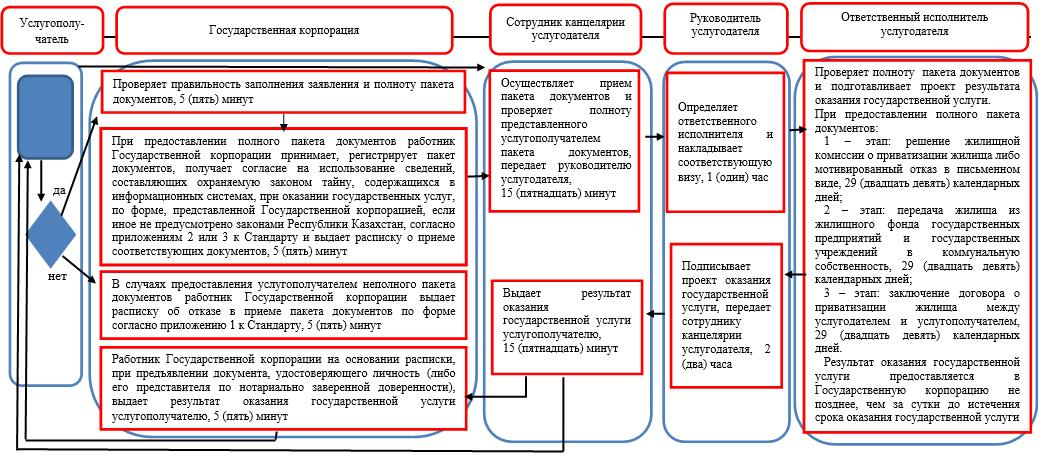 Услугополу-
чатель
Государственная корпорация
Сотрудник канцелярии
услугодателя
Руководитель
услугодателя
Ответственный исполнитель
услугодателя
да
нет
Проверяет правильность заполнения заявления и полноту пакета
документов, 5 (пять) минут
При предоставлении полного пакета документов работник
Государственной корпорации принимает, регистрирует пакет
документов, получает согласие на использование сведений,
составляющих охраняемую законом тайну, содержащихся в
информационных системах, при оказании государственных услуг,
по форме, представленной Государственной корпорацией, если
иное не предусмотрено законами Республики Казахстан, согласно
приложениям 2 или 3 к Стандарту и выдает расписку о приеме
соответствующих документов, 5 (пять) минут
В случаях предоставления услугополучателем неполного пакета
документов работник Государственной корпорации выдает
расписку об отказе в приеме пакета документов по форме
согласно приложению 1 к Стандарту, 5 (пять) минут
Работник Государственной корпорации на основании расписки,
при предъявлении документа, удостоверяющего личность (либо
его представителя по нотариально заверенной доверенности),
выдает результат оказания государственной услуги
услугополучателю, 5 (пять) минут
Осуществляет прием
пакета документов и
проверяет полноту
представленного
услугополучателем
пакета документов,
передает руководителю
услугодателя,
15 (пятнадцать) минут
Выдает результат
оказания
государственной услуги
услугополучателю,
15 (пятнадцать) минут
Определяет
ответственного
исполнителя и
накладывает
соответствующую
визу, 1 (один) час
Подписывает
проект оказания
государственной
услуги, передает
сотруднику
канцелярии
услугодателя, 2
(два) часа
Проверяет полноту пакета документов
и подготавливает проект результата
оказания государственной услуги.
При предоставлении полного пакета
документов:
1 – этап: решение жилищной
комиссии о приватизации жилища либо
мотивированный отказ в письменном
виде, 29 (двадцать девять) календарных
дней;
2 – этап: передача жилища из
жилищного фонда государственных
предприятий и государственных
учреждений в коммунальную
собственность, 29 (двадцать девять)
календарных дней;
3 – этап: заключение договора о
приватизации жилища между
услугодателем и услугополучателем,
29 (двадцать девять) календарных
дней.
Результат оказания государственной
услуги предоставляется в
Государственную корпорацию не
позднее, чем за сутки до истечения
срока оказания государственной услуги